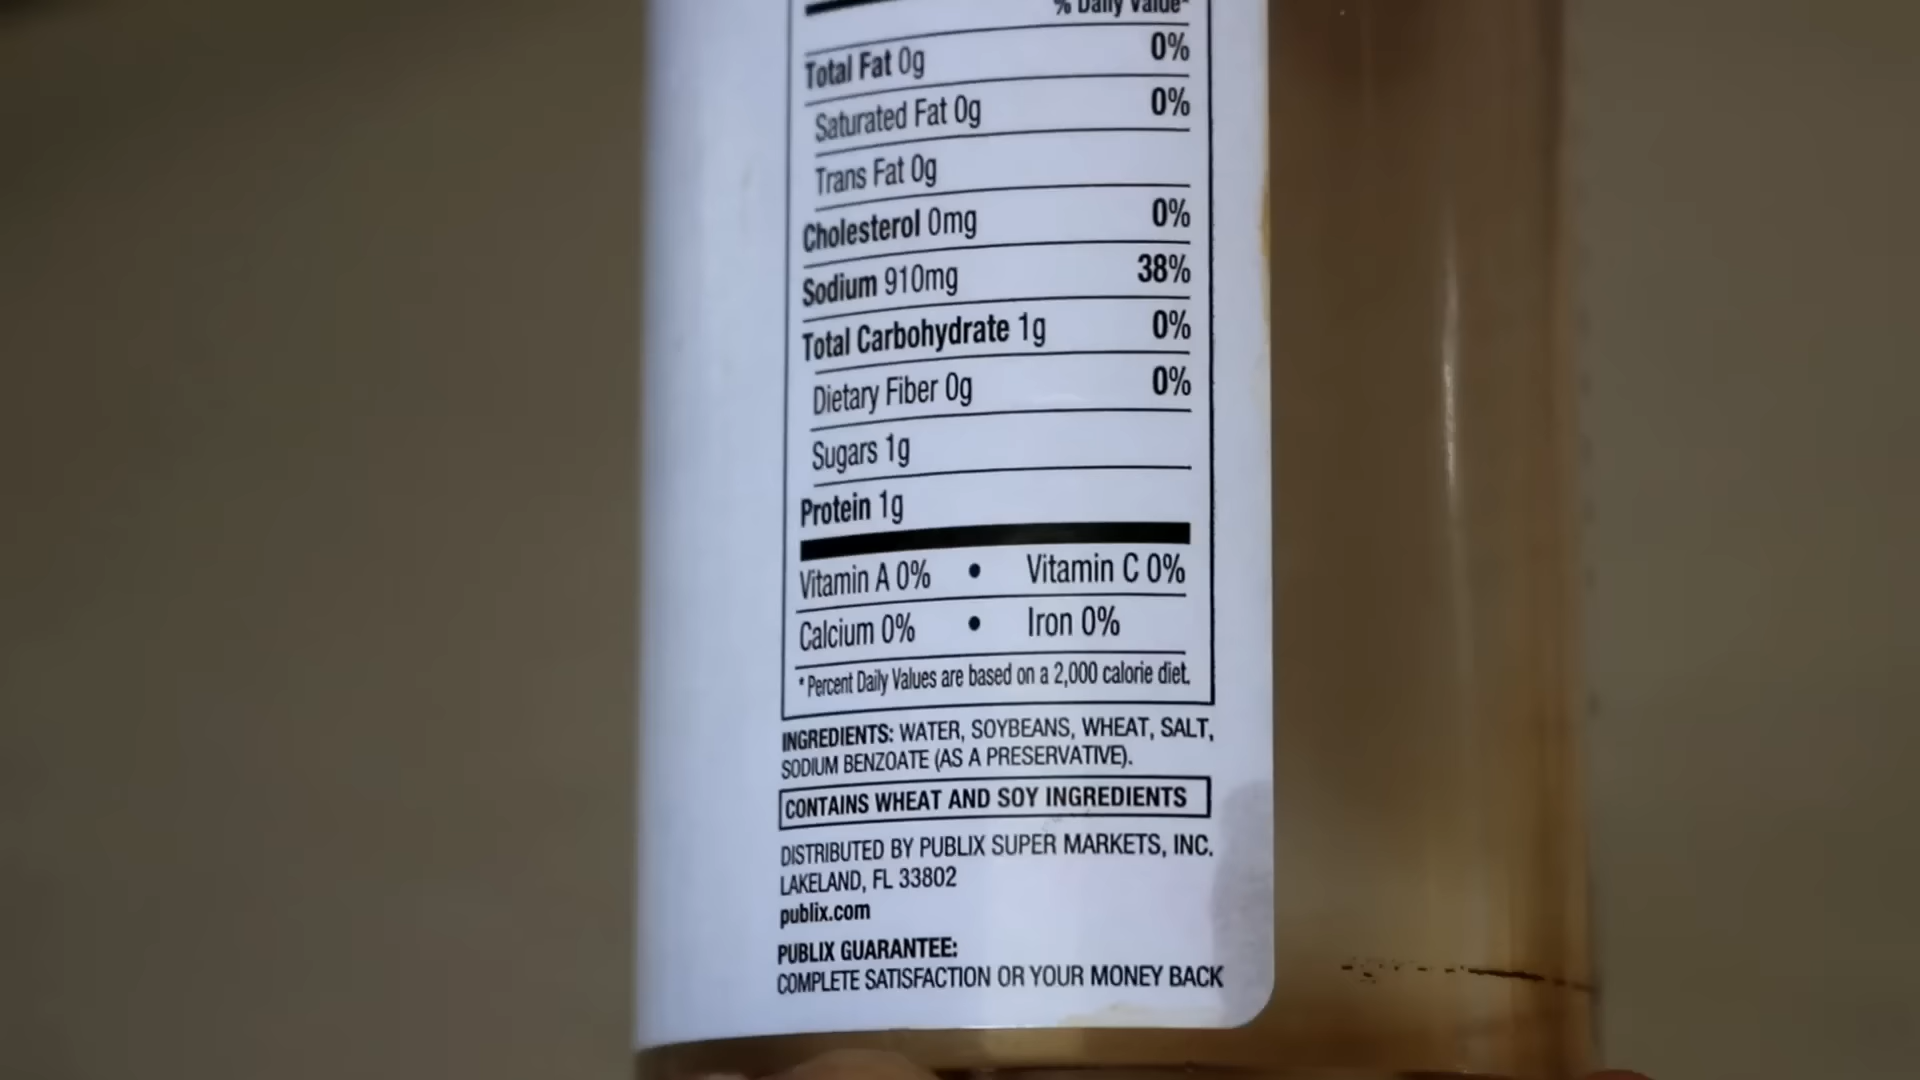 % Daily Value*
Total Fat 0g 0%
Saturated Fat 0g 0%
Trans Fat 0g
Cholesterol 0mg 0%
Sodium 910mg 38%
Total Carbohydrate 1g 0%
Dietary Fiber 0g 0%
Sugars 1g
Protein 1g
Vitamin A 0% • Vitamin C 0%
Calcium 0% • Iron 0%
* Percent Daily Values are based on a 2,000 calorie diet.
INGREDIENTS: WATER, SOYBEANS, WHEAT, SALT,
SODIUM BENZOATE (AS A PRESERVATIVE).
CONTAINS WHEAT AND SOY INGREDIENTS
DISTRIBUTED BY PUBLIX SUPER MARKETS, INC.
LAKELAND, FL 33802
publix.com
PUBLIX GUARANTEE:
COMPLETE SATISFACTION OR YOUR MONEY BACK